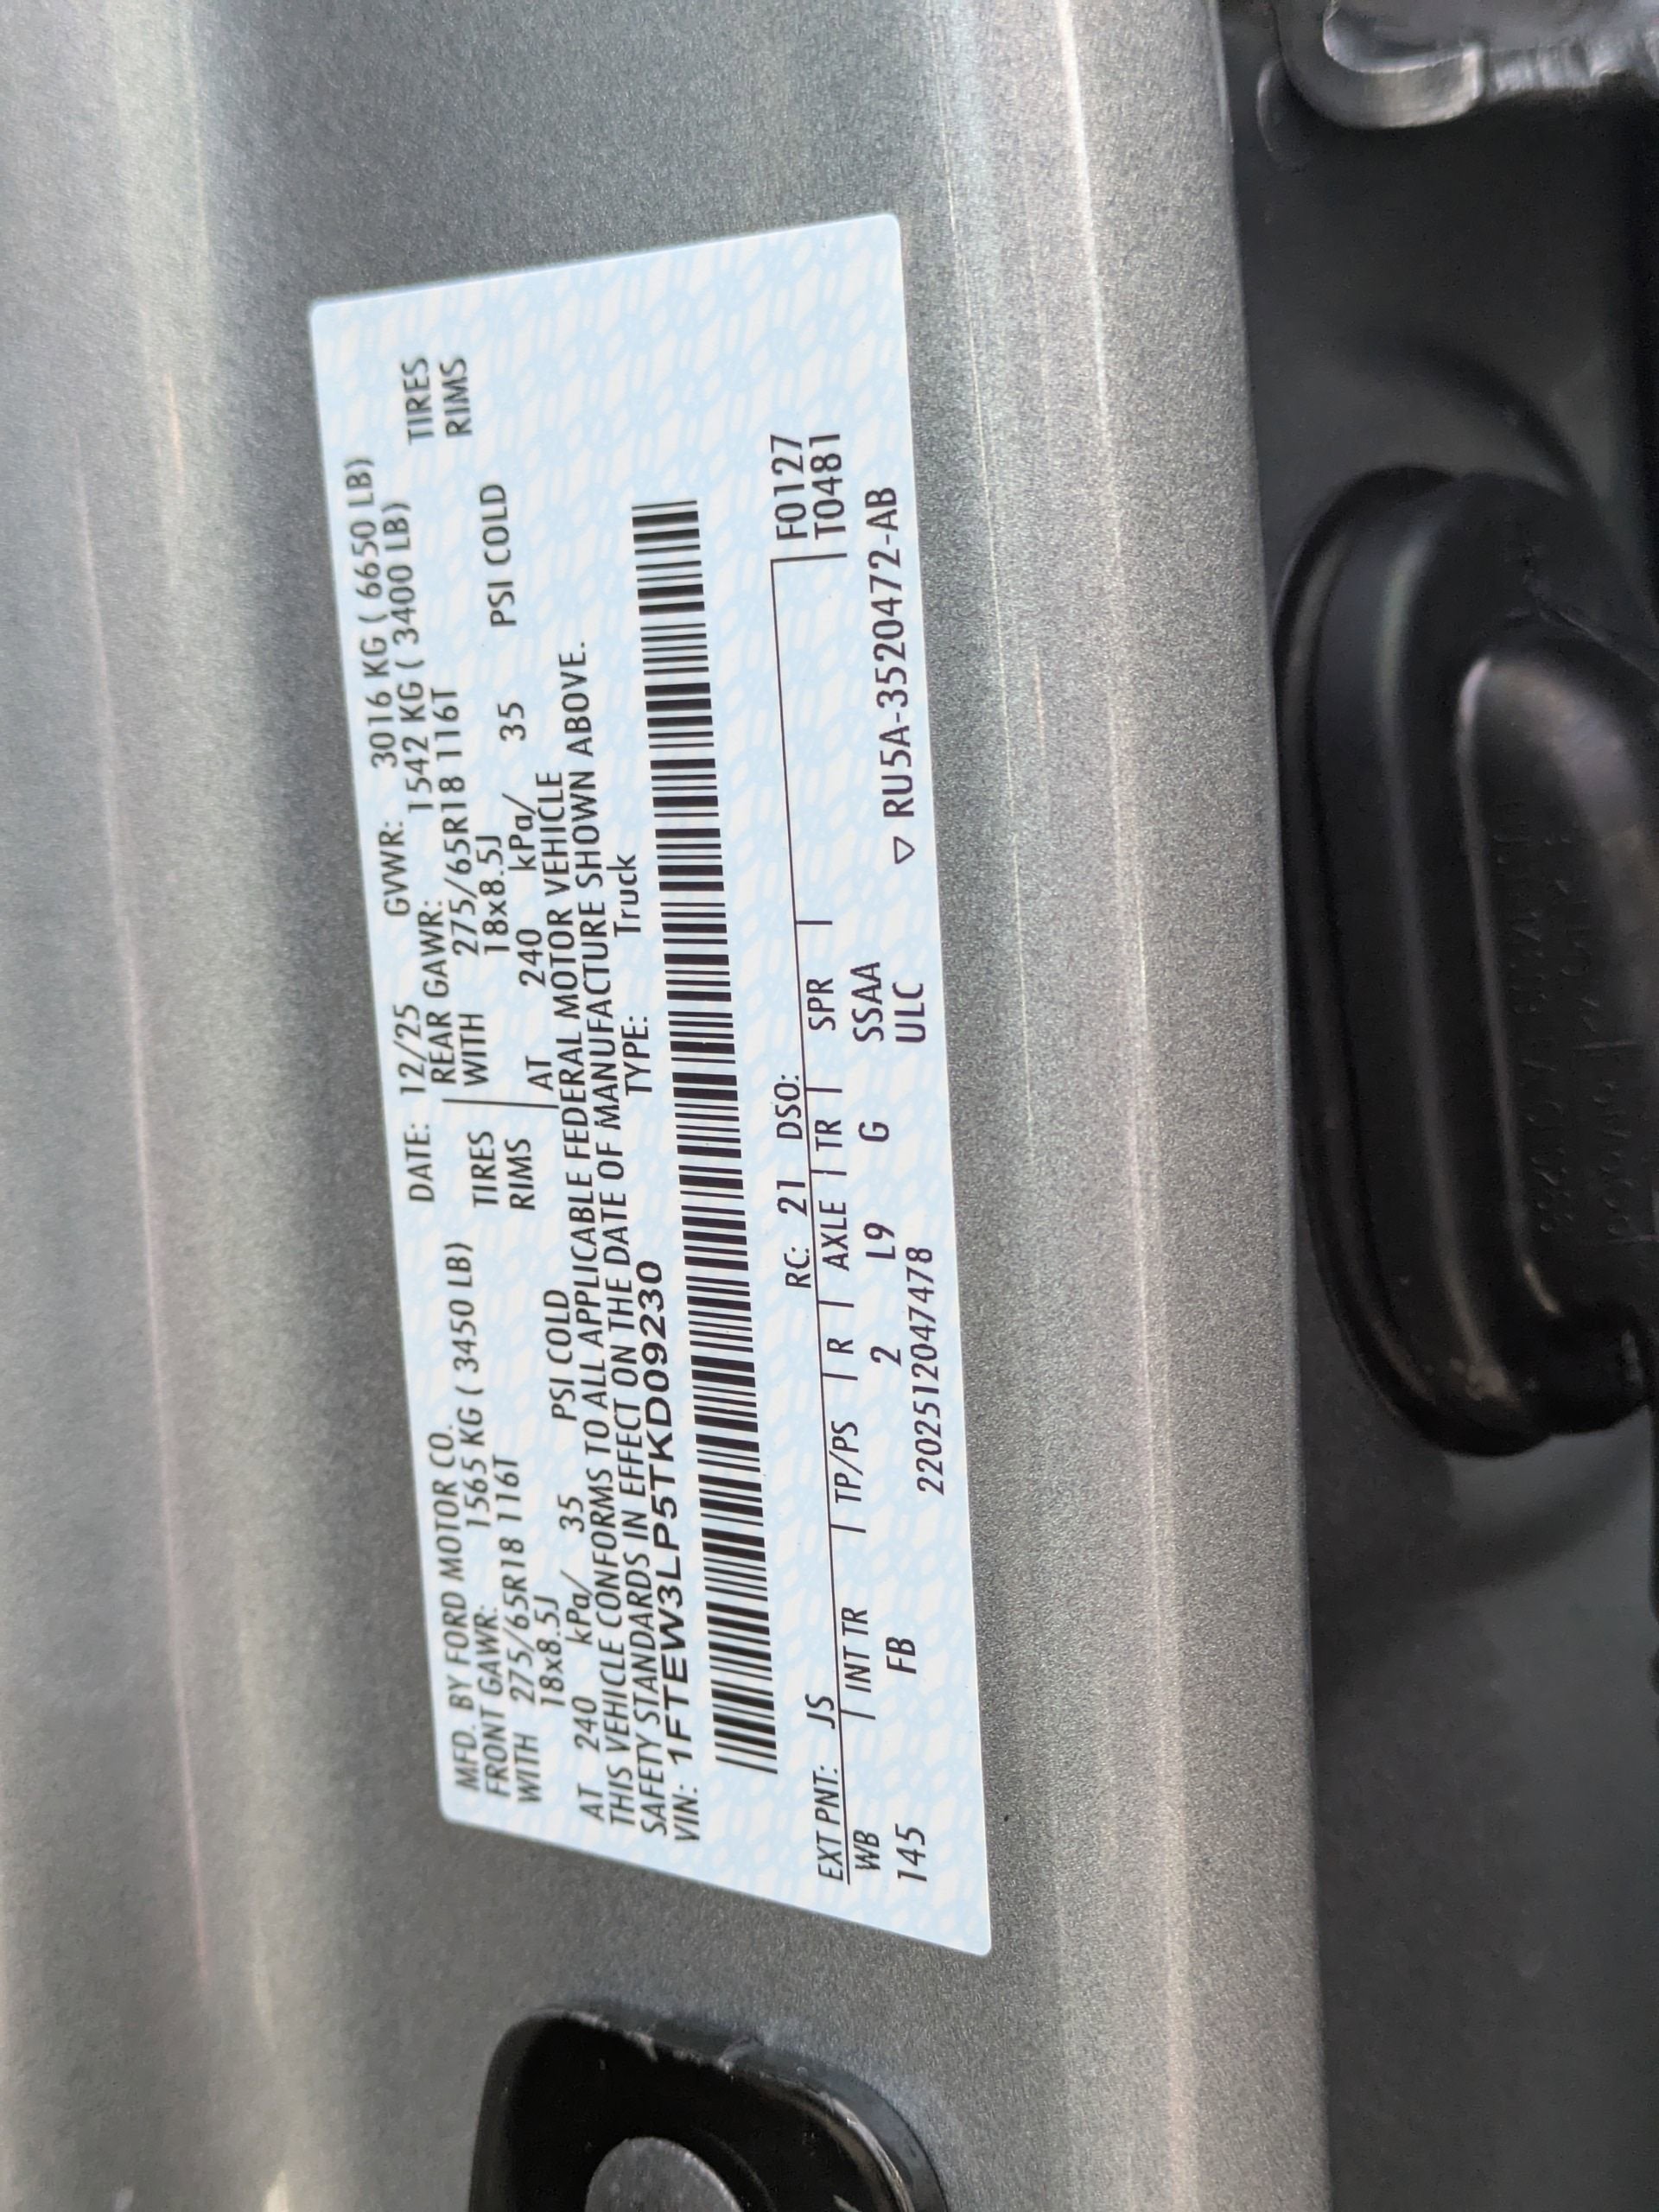 MFD. BY FORD MOTOR CO. DATE: 12/25 GVWR: 3016 KG ( 6650 LB)
FRONT GAWR: 1565 KG ( 3450 LB) REAR GAWR: 1542 KG ( 3400 LB)
WITH 275/65R18 116T TIRES WITH 275/65R18 116T TIRES
18x8.5J RIMS 18x8.5J RIMS
AT 240 kPa/ 35 PSI COLD AT 240 kPa/ 35 PSI COLD
THIS VEHICLE CONFORMS TO ALL APPLICABLE FEDERAL MOTOR VEHICLE
SAFETY STANDARDS IN EFFECT ON THE DATE OF MANUFACTURE SHOWN ABOVE.
VIN: 1FTEW3LP5TKD09230 TYPE: Truck
EXT PNT: JS RC: 21 DSO: F0127
WB INT TR TP/PS R AXLE TR SPR T0481
145 FB 2 L9 G SSAA
2202512047478 ULC ▽ RU5A-3520472-AB